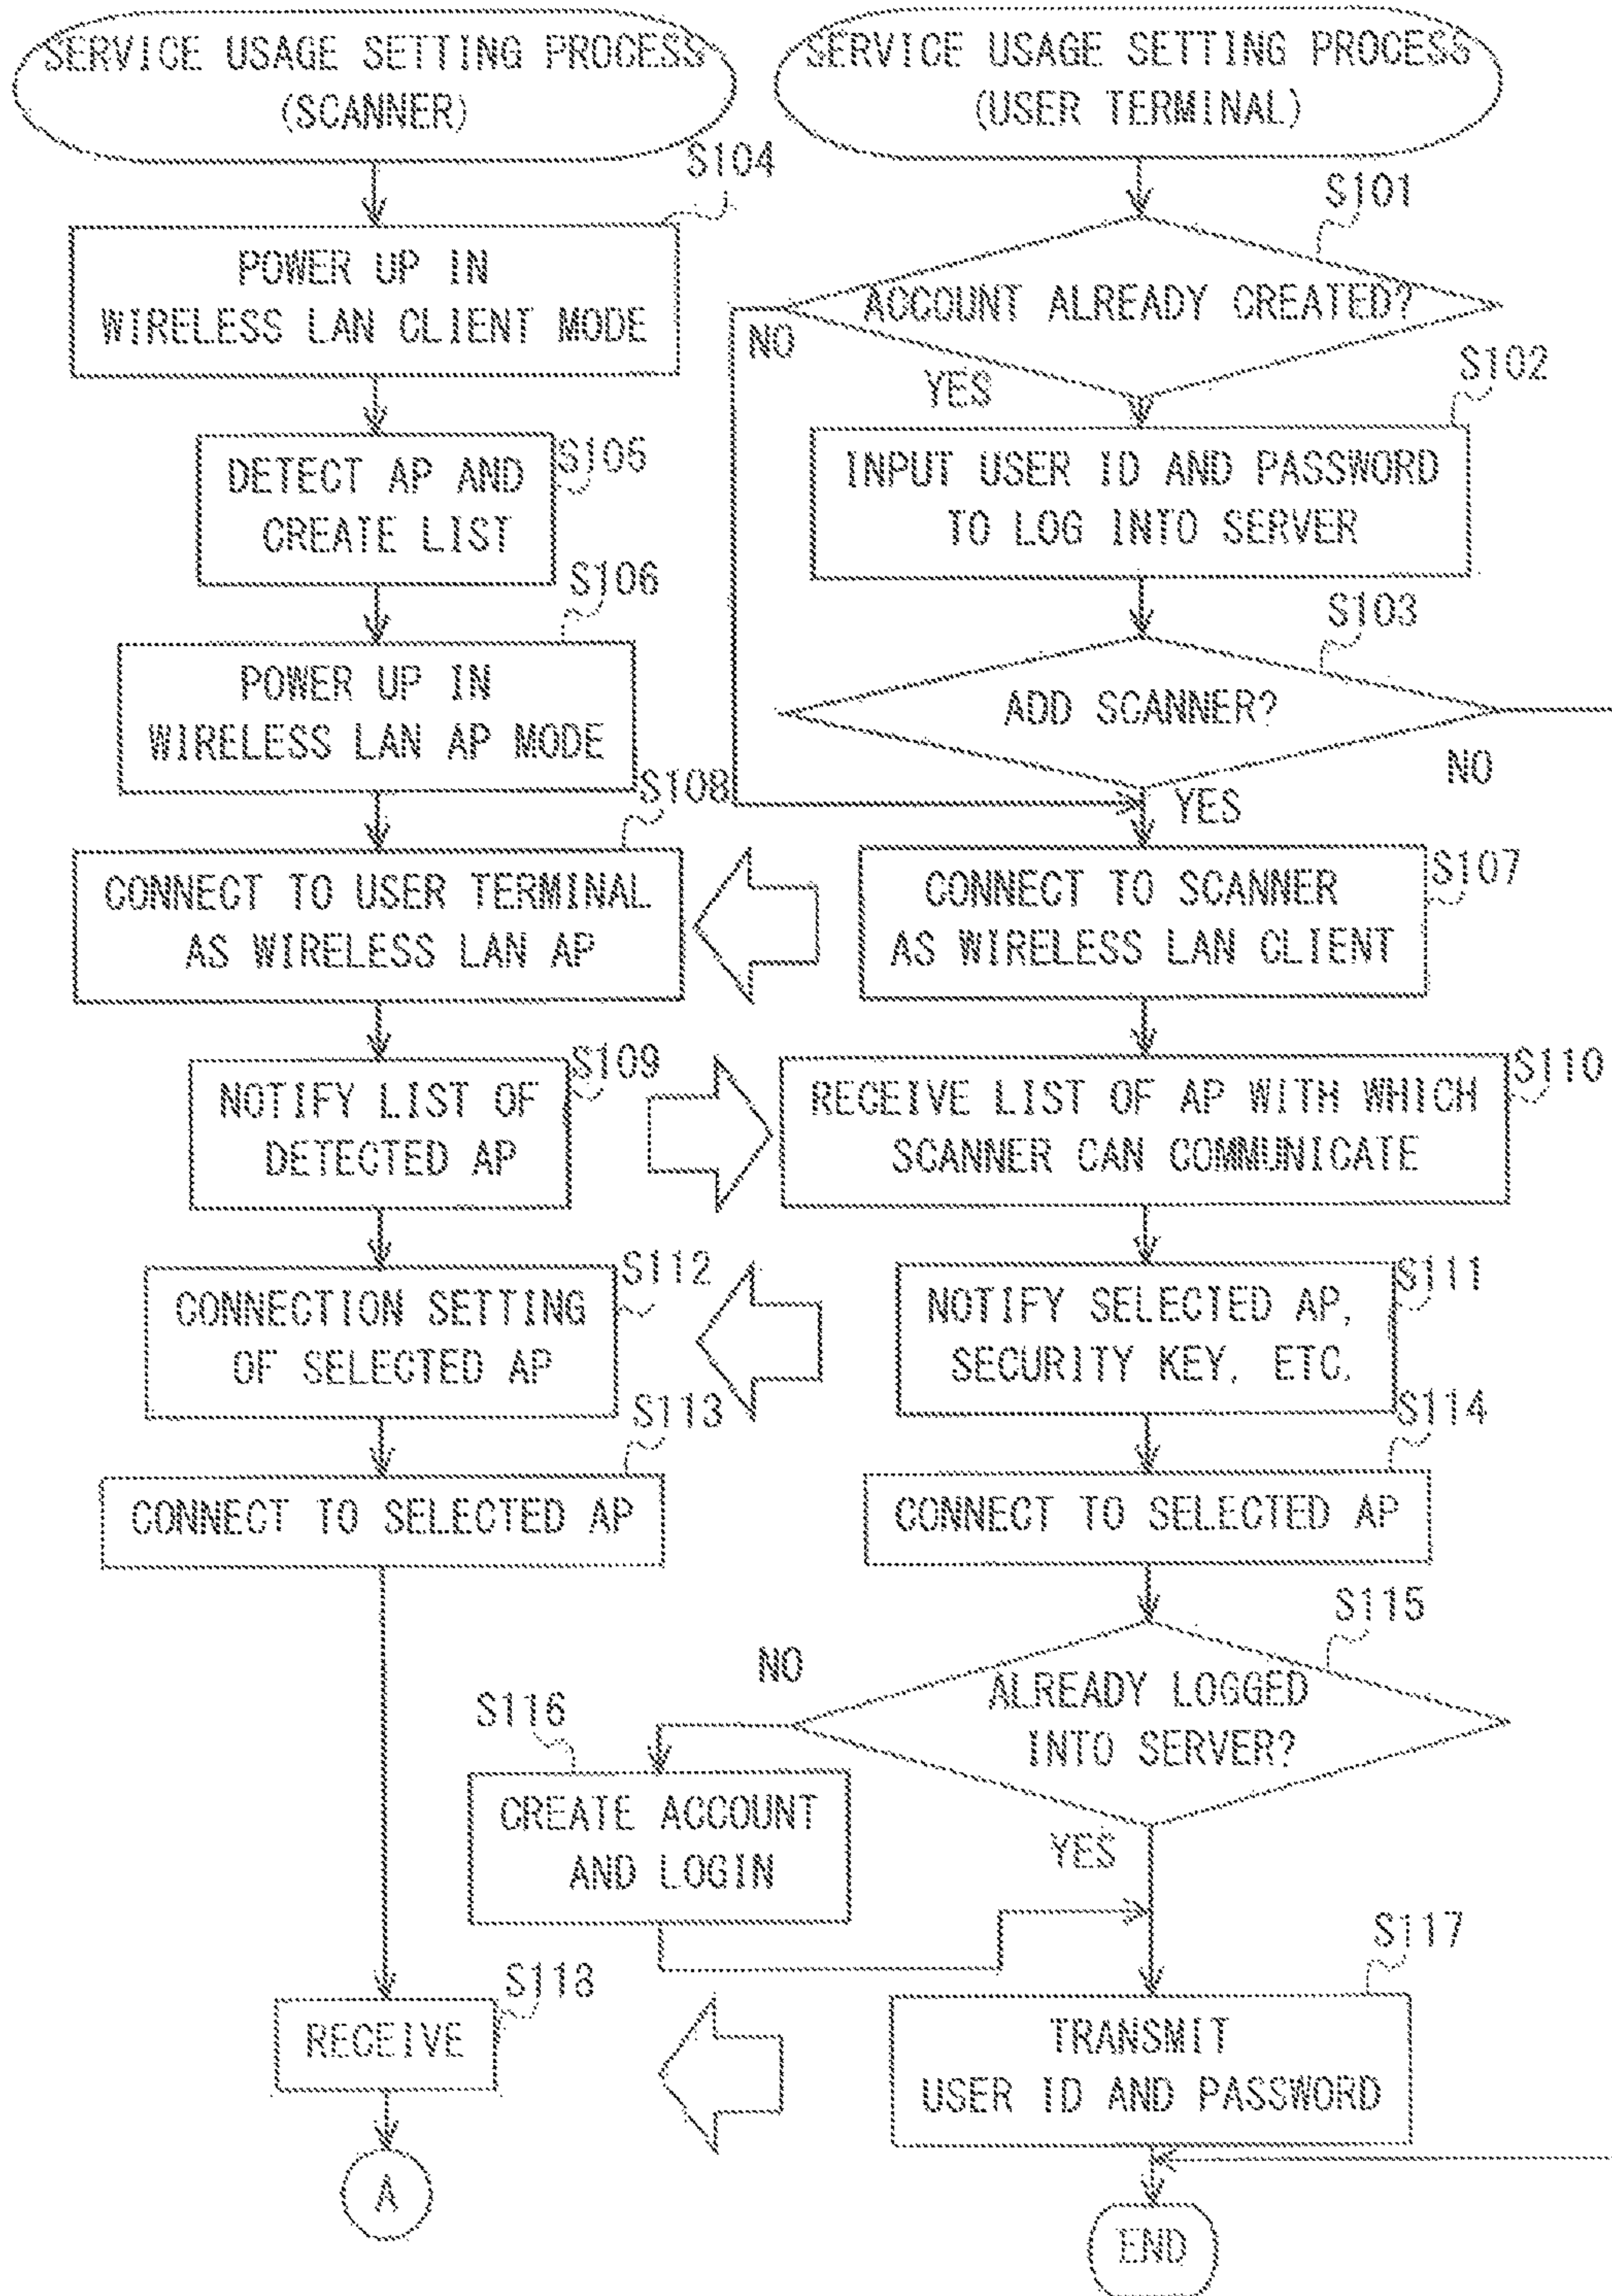 SERVICE USAGE SETTING PROCESS
(SCANNER)
S104
POWER UP IN
WIRELESS LAN CLIENT MODE
DETECT AP AND
CREATE LIST
S105
S106
POWER UP IN
WIRELESS LAN AP MODE
S108
CONNECT TO USER TERMINAL
AS WIRELESS LAN AP
S109
NOTIFY LIST OF
DETECTED AP
S112
CONNECTION SETTING
OF SELECTED AP
S113
CONNECT TO SELECTED AP
S118
RECEIVE
A
SERVICE USAGE SETTING PROCESS
(USER TERMINAL)
S101
ACCOUNT ALREADY CREATED?
NO
YES
S102
INPUT USER ID AND PASSWORD
TO LOG INTO SERVER
S103
ADD SCANNER?
NO
YES
S107
CONNECT TO SCANNER
AS WIRELESS LAN CLIENT
S110
RECEIVE LIST OF AP WITH WHICH
SCANNER CAN COMMUNICATE
S111
NOTIFY SELECTED AP,
SECURITY KEY, ETC.
S114
CONNECT TO SELECTED AP
S115
ALREADY LOGGED
INTO SERVER?
NO
S116
CREATE ACCOUNT
AND LOGIN
YES
S117
TRANSMIT
USER ID AND PASSWORD
END